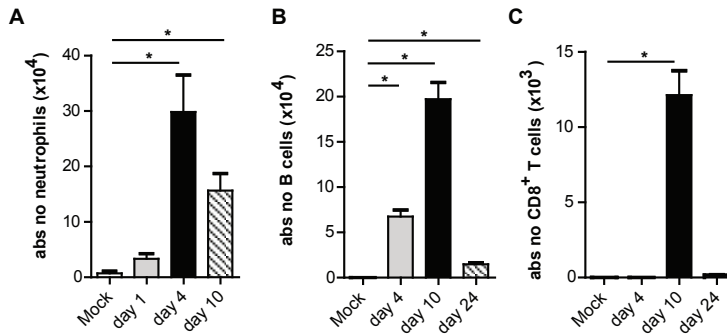 A
abs no neutrophils (x10⁴)
40
30
20
10
0
*
*
Mock
day 1
day 4
day 10
B
abs no B cells (x10⁻⁴)
25
20
15
10
5
0
*
*
*
Mock
day 4
day 10
day 24
C
abs no CD8⁺ T cells (x10³)
15
10
5
0
*
Mock
day 4
day 10
day 24